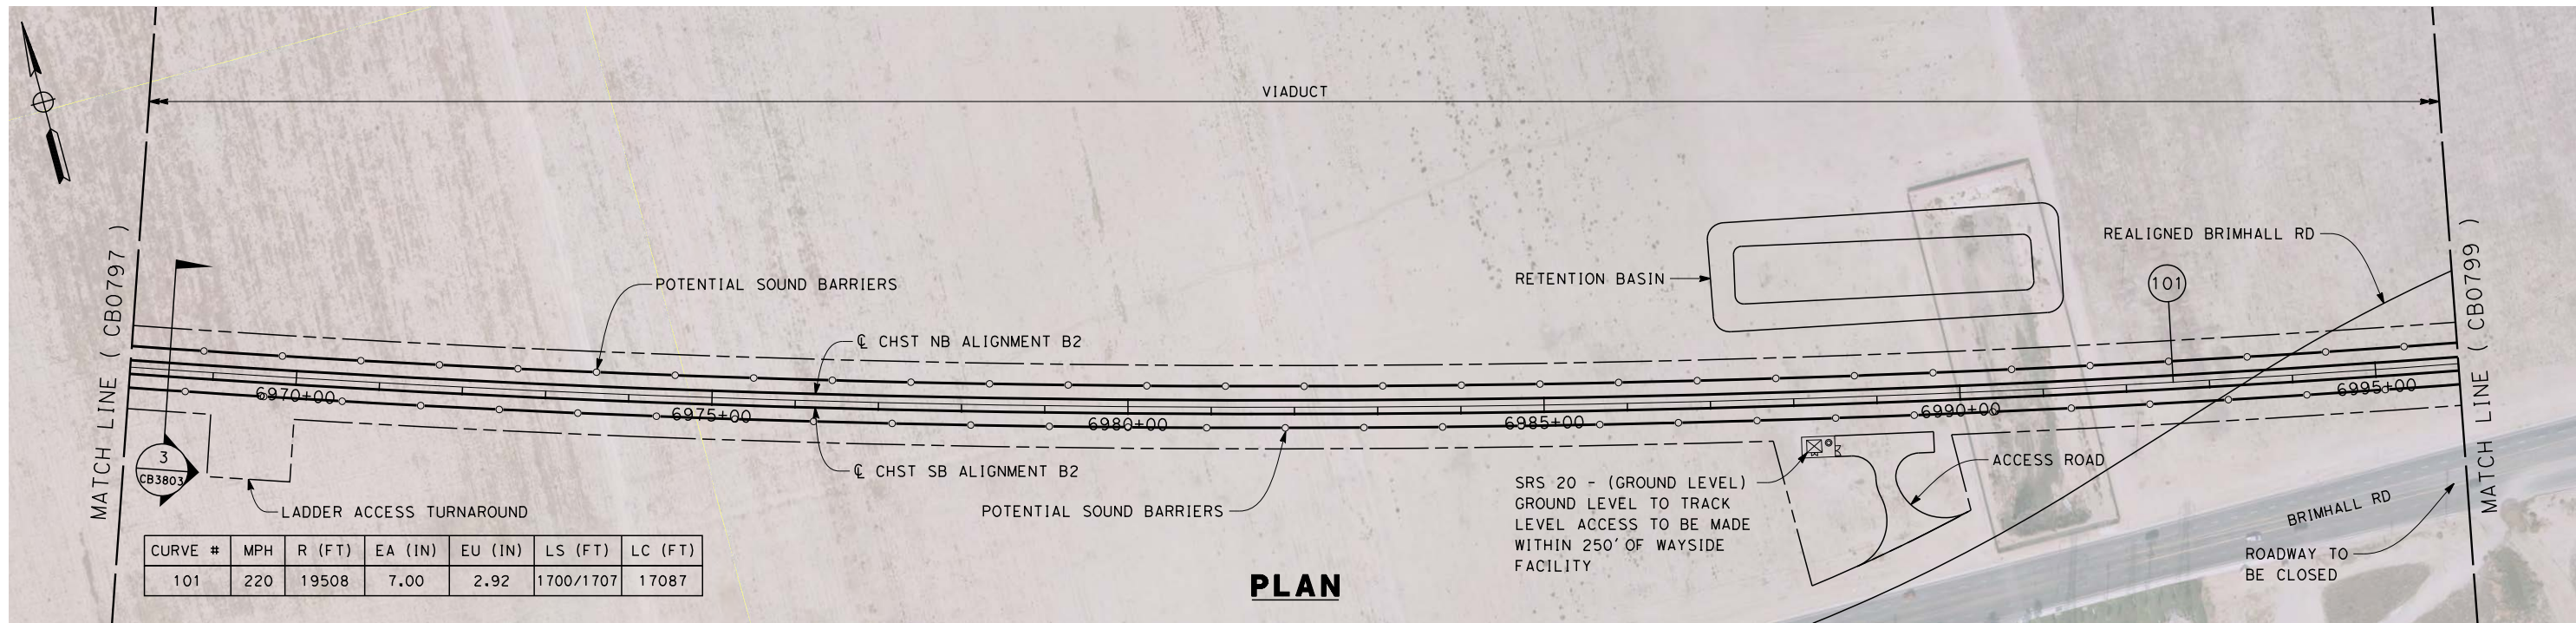 VIADUCT
MATCH LINE ( CB0797 )
MATCH LINE ( CB0799 )
REALIGNED BRIMHALL RD
RETENTION BASIN
101
POTENTIAL SOUND BARRIERS
℄ CHST NB ALIGNMENT B2
6970+00
6975+00
6980+00
6985+00
6990+00
6995+00
3
CB3803
℄ CHST SB ALIGNMENT B2
LADDER ACCESS TURNAROUND
POTENTIAL SOUND BARRIERS
ACCESS ROAD
SRS 20 - (GROUND LEVEL)
GROUND LEVEL TO TRACK
LEVEL ACCESS TO BE MADE
WITHIN 250' OF WAYSIDE
FACILITY
BRIMHALL RD
ROADWAY TO
BE CLOSED
CURVE # MPH R (FT) EA (IN) EU (IN) LS (FT) LC (FT)
101 220 19508 7.00 2.92 1700/1707 17087
PLAN